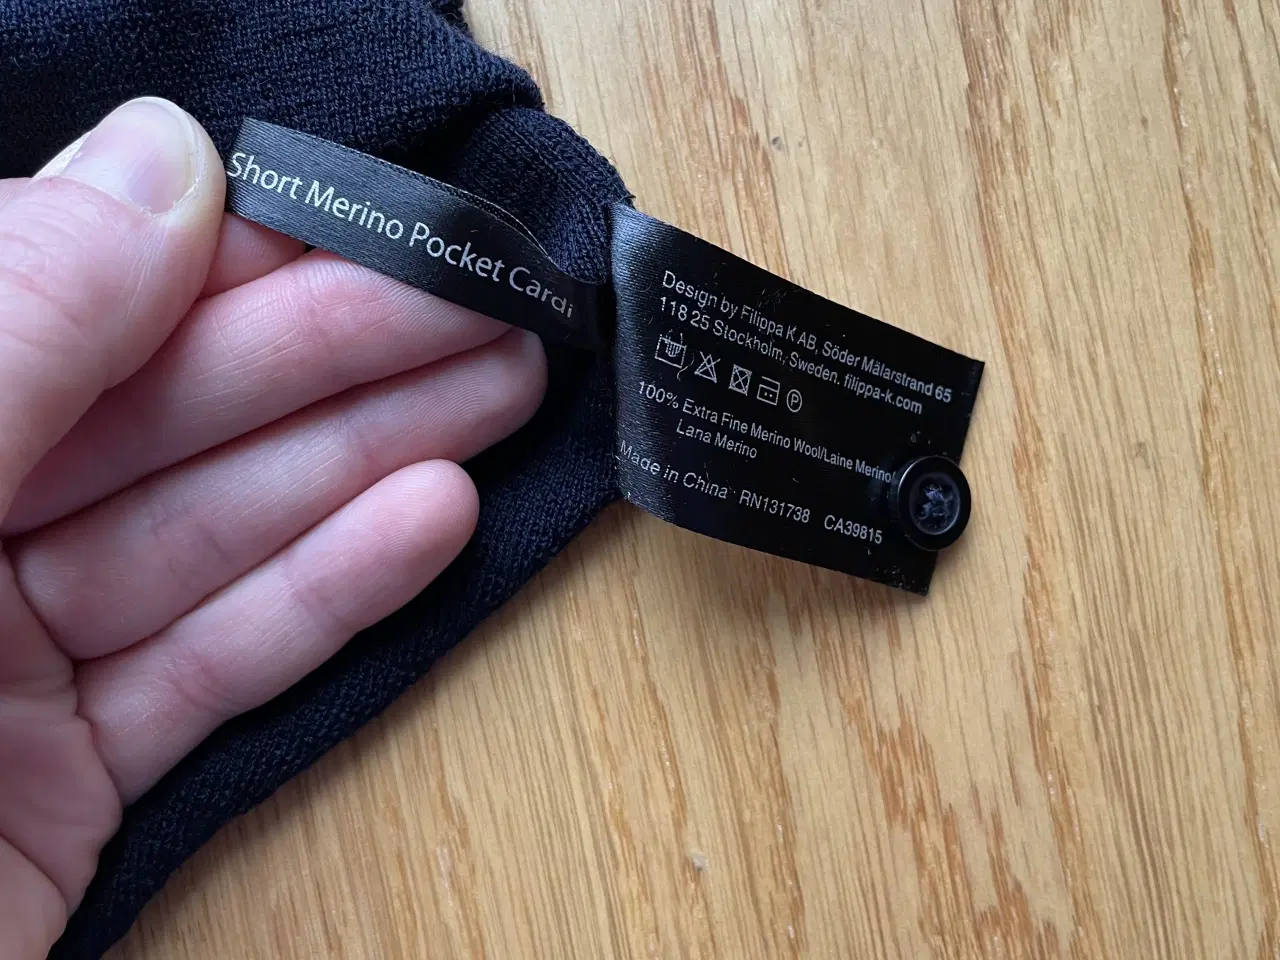 Short Merino Pocket Cardi
Design by Filippa K AB, Söder Mälarstrand 65
118 25 Stockholm, Sweden. filippa-k.com
P
100% Extra Fine Merino Wool/Laine Merino/
Lana Merino
Made in China RN131738 CA39815